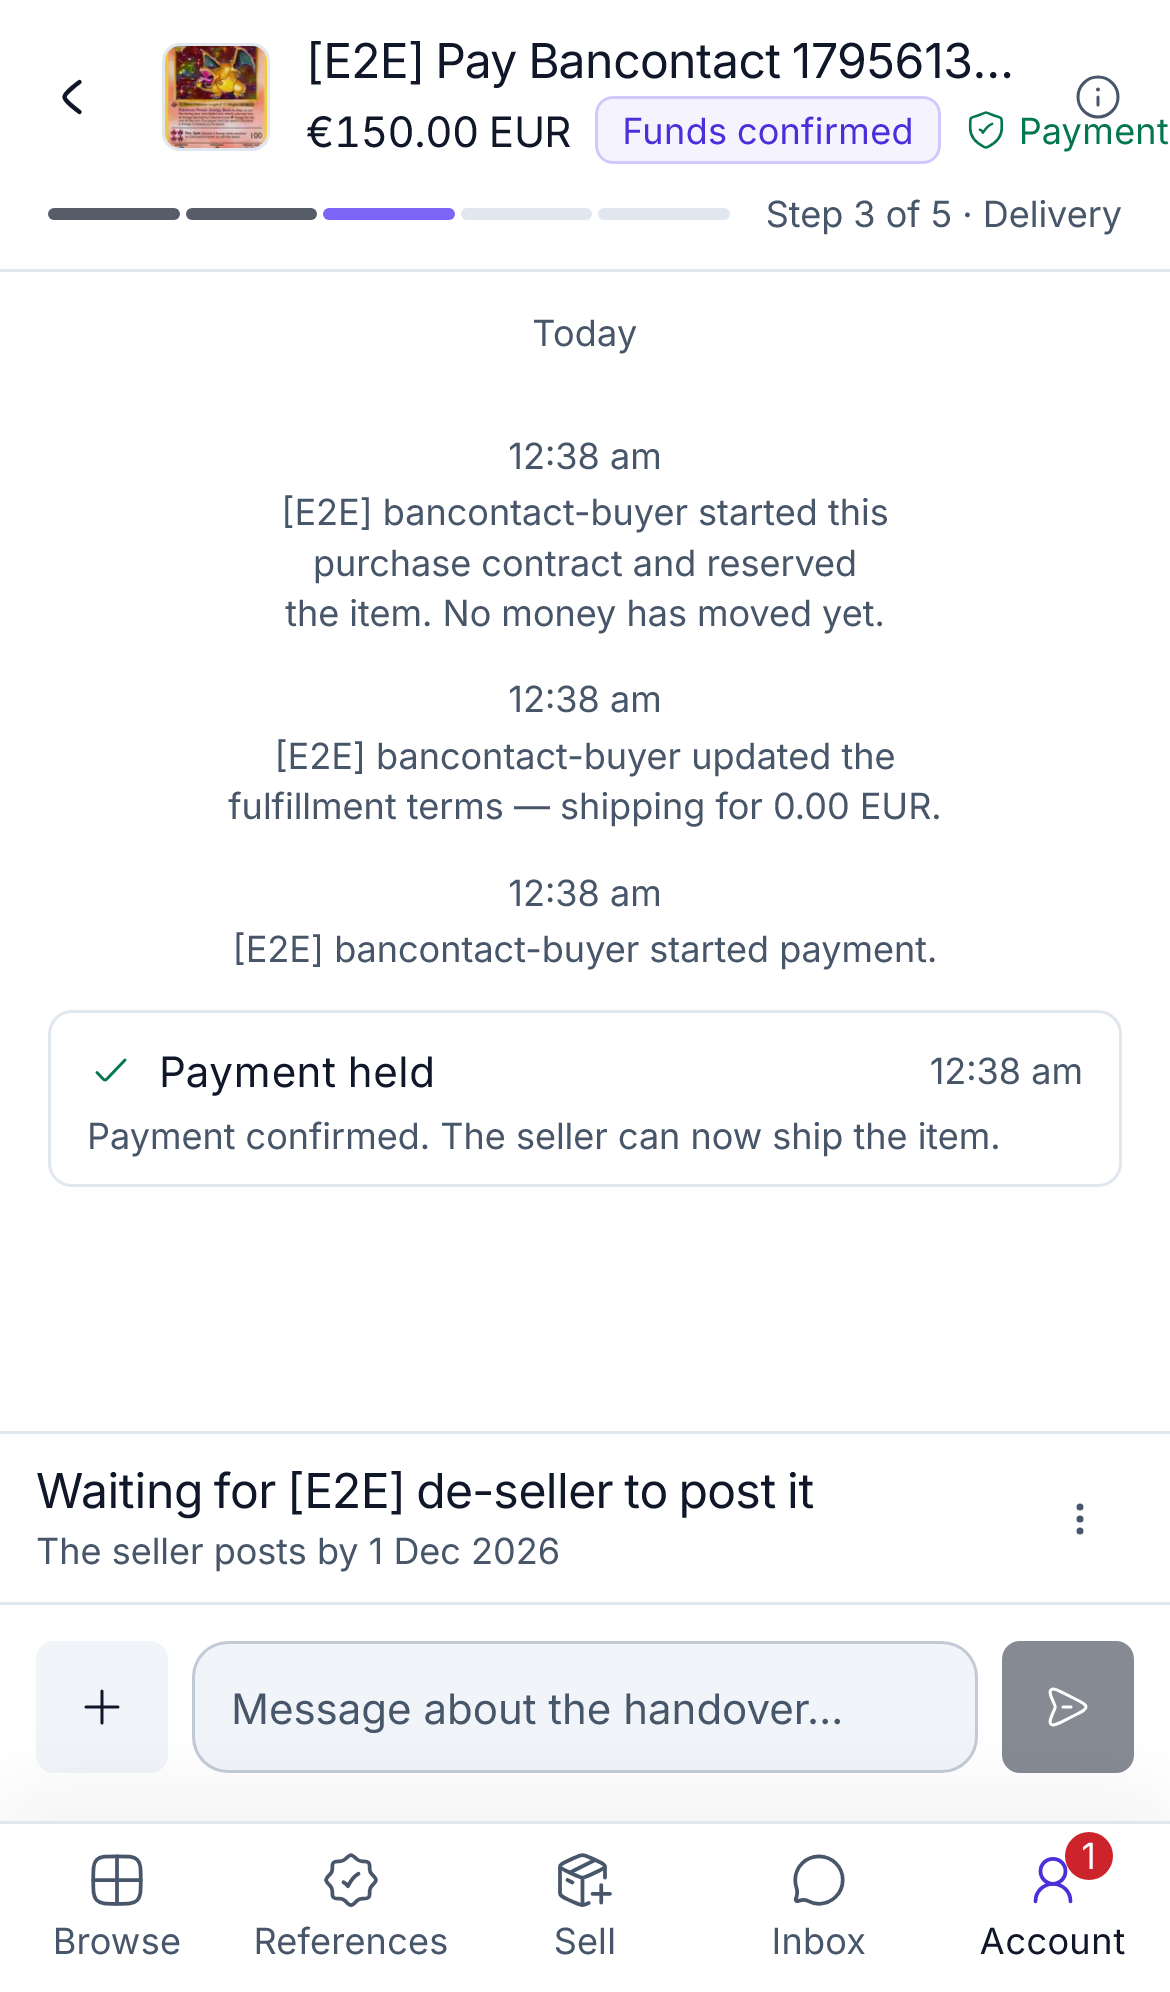 [E2E] Pay Bancontact 1795613...
€150.00 EUR Funds confirmed Payment
Step 3 of 5 · Delivery
Today
12:38 am
[E2E] bancontact-buyer started this
purchase contract and reserved
the item. No money has moved yet.
12:38 am
[E2E] bancontact-buyer updated the
fulfillment terms — shipping for 0.00 EUR.
12:38 am
[E2E] bancontact-buyer started payment.
Payment held 12:38 am
Payment confirmed. The seller can now ship the item.
Waiting for [E2E] de-seller to post it
The seller posts by 1 Dec 2026
Message about the handover...
1
Browse References Sell Inbox Account